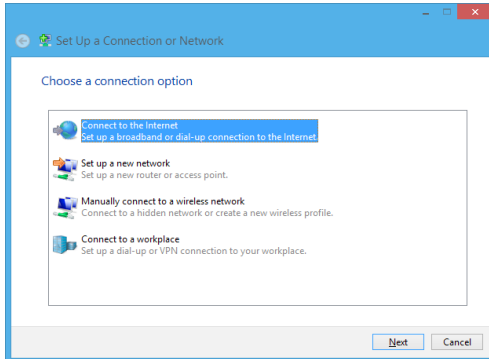 Set Up a Connection or Network
Choose a connection option
Connect to the Internet
Set up a broadband or dial-up connection to the Internet.
Set up a new network
Set up a new router or access point.
Manually connect to a wireless network
Connect to a hidden network or create a new wireless profile.
Connect to a workplace
Set up a dial-up or VPN connection to your workplace.
Next Cancel